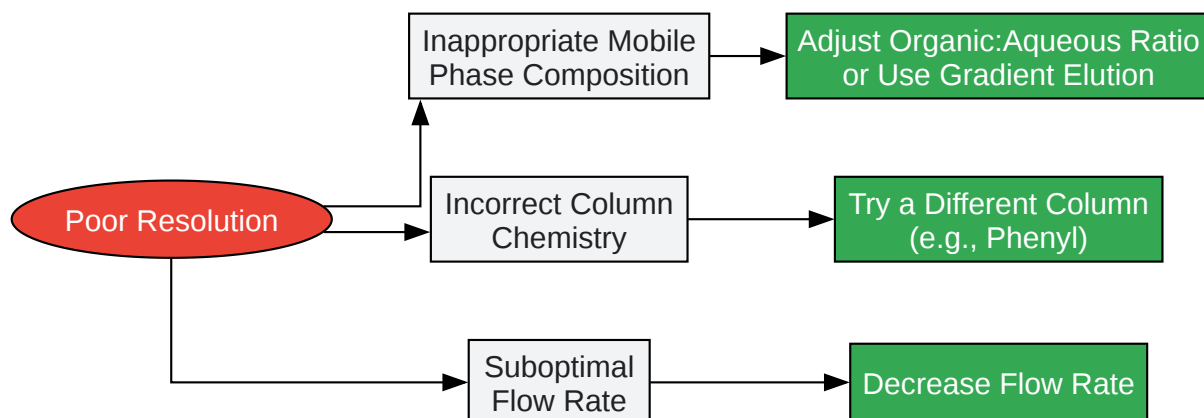 Inappropriate Mobile
Phase Composition
Adjust Organic:Aqueous Ratio
or Use Gradient Elution
Poor Resolution
Incorrect Column
Chemistry
Try a Different Column
(e.g., Phenyl)
Suboptimal
Flow Rate
Decrease Flow Rate